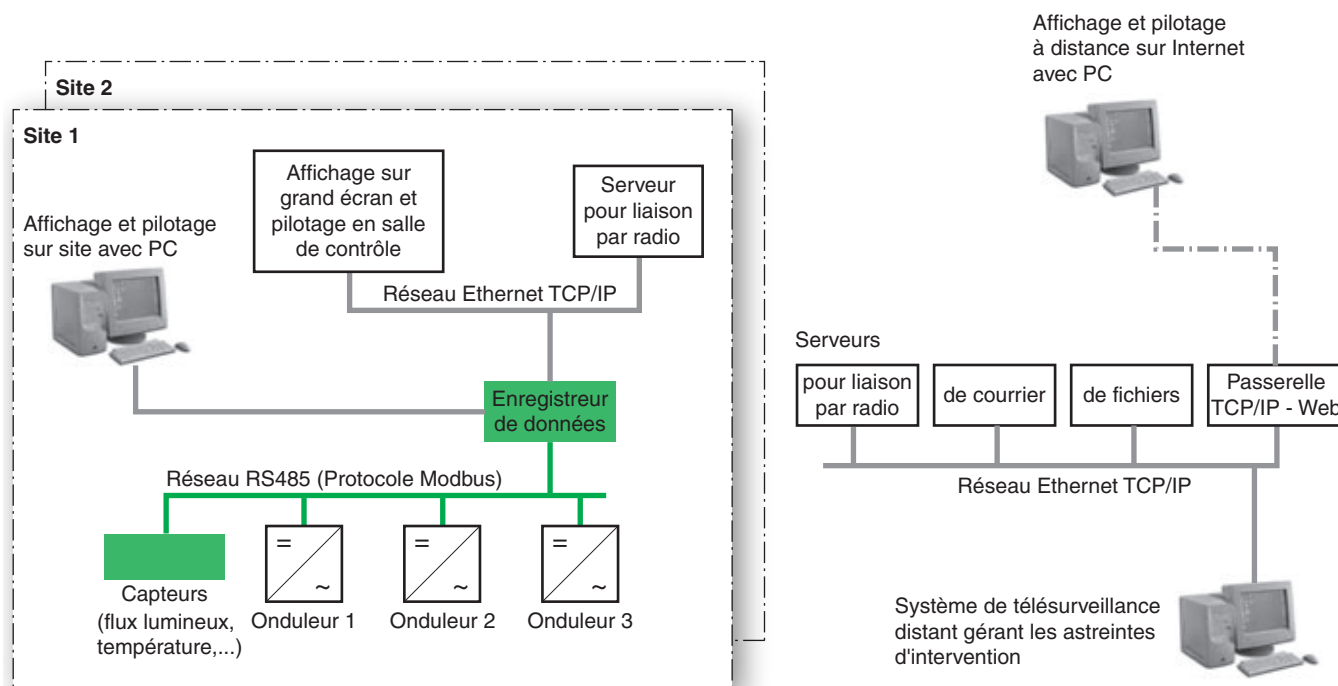 Affichage et pilotage
à distance sur Internet
avec PC
Site 2
Site 1
Affichage sur
grand écran et
pilotage en salle
de contrôle
Serveur
pour liaison
par radio
Affichage et pilotage
sur site avec PC
Réseau Ethernet TCP/IP
Enregistreur
de données
Réseau RS485 (Protocole Modbus)
=
~
=
~
=
~
Capteurs
(flux lumineux,
température,...)
Onduleur 1
Onduleur 2
Onduleur 3
Serveurs
pour liaison
par radio
de courrier
de fichiers
Passerelle
TCP/IP - Web
Réseau Ethernet TCP/IP
Système de télésurveillance
distant gérant les astreintes
d'intervention